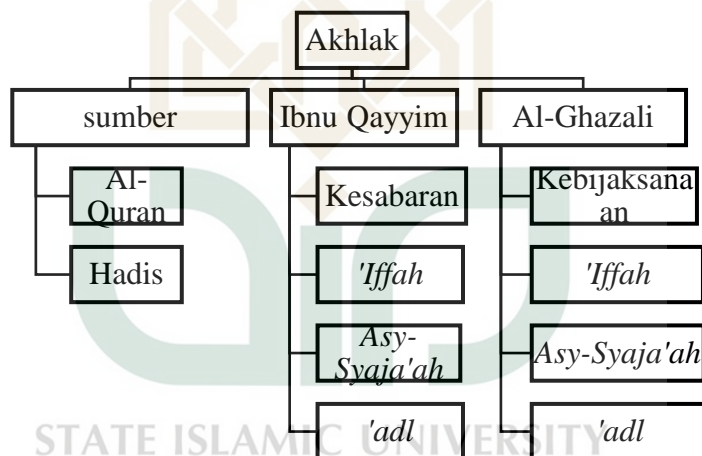 Akhlak
sumber
Al-
Quran
Hadis
Ibnu Qayyim
Kesabaran
'Iffah
Asy-
Syaja'ah
'adl
Al-Ghazali
Kebijaksana
an
'Iffah
Asy-Syaja'ah
'adl
STATE ISLAMIC UNIVERSITY